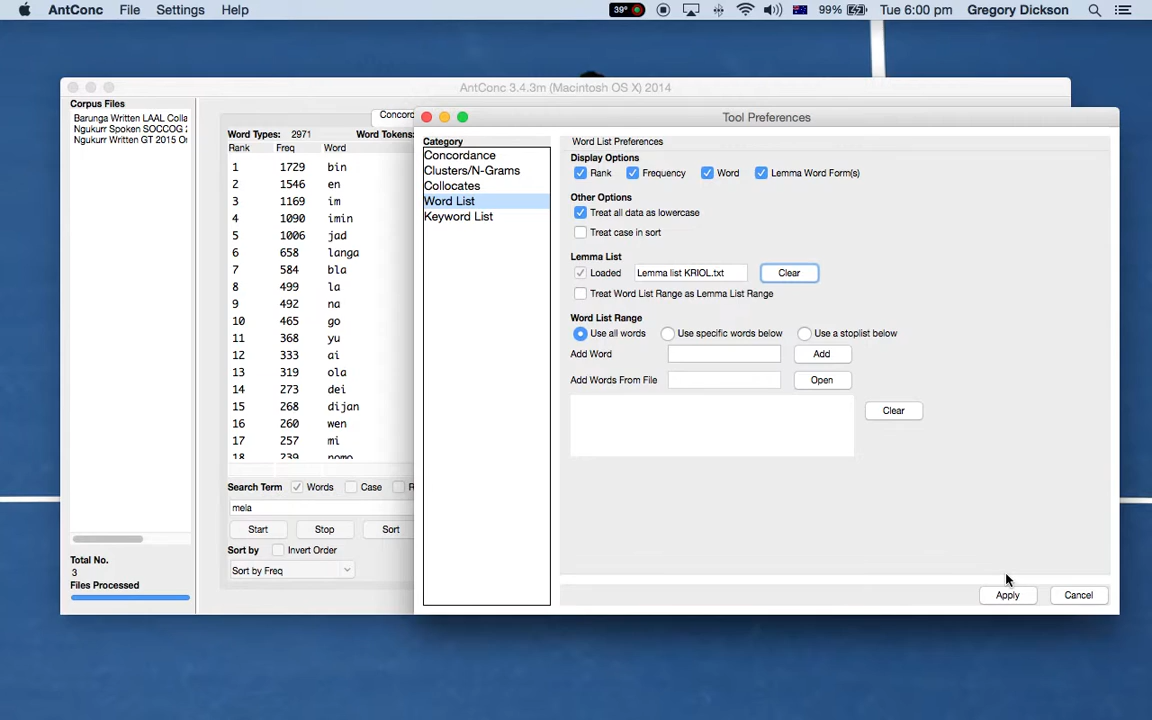 AntConc File Settings Help 39° 99% Tue 6:00 pm Gregory Dickson
AntConc 3.4.3m (Macintosh OS X) 2014
Corpus Files
Barunga Written LAAL Colla
Ngukurr Spoken SOCCOG
Ngukurr Written GT 2015
Total No.
3
Files Processed
Concord
Word Types: 2971 Word Tokens:
Rank Freq Word
1 1729 bin
2 1546 en
3 1169 im
4 1090 imin
5 1006 jad
6 658 langa
7 584 bla
8 499 la
9 492 na
10 465 go
11 368 yu
12 333 ai
13 319 ola
14 273 dei
15 268 dijan
16 260 wen
17 257 mi
18 239 nomo
Search Term Words Case R
mela
Start Stop Sort
Sort by Invert Order
Sort by Freq
Tool Preferences
Category
Concordance
Clusters/N-Grams
Collocates
Word List
Keyword List
Word List Preferences
Display Options
Rank Frequency Word Lemma Word Form(s)
Other Options
Treat all data as lowercase
Treat case in sort
Lemma List
Loaded Lemma list KRIOL.txt Clear
Treat Word List Range as Lemma List Range
Word List Range
Use all words Use specific words below Use a stoplist below
Add Word Add
Add Words From File Open
Clear
Apply Cancel